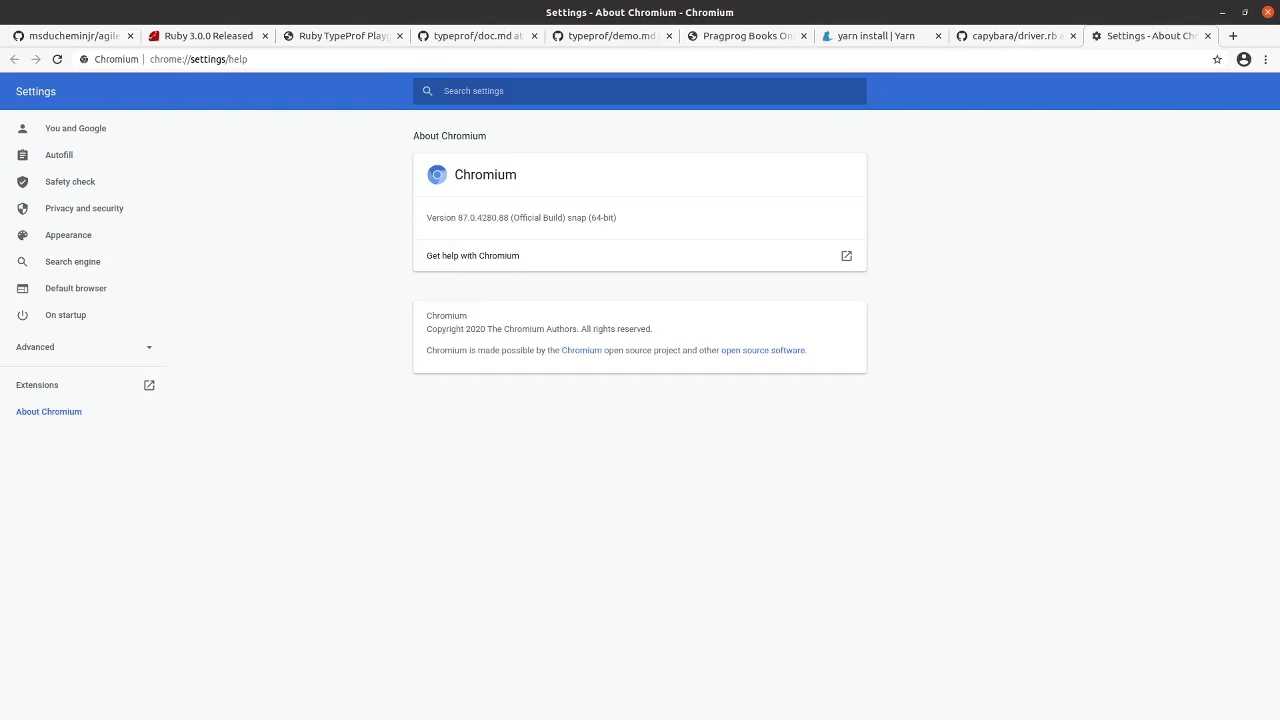 Settings - About Chromium - Chromium
msducheminjr/agile
Ruby 3.0.0 Released
Ruby TypeProf Playg
typeprof/doc.md at
typeprof/demo.md
Pragprog Books Onl
yarn install | Yarn
capybara/driver.rb
Settings - About Chr
Chromium
chrome://settings/help
Settings
Search settings
You and Google
Autofill
Safety check
Privacy and security
Appearance
Search engine
Default browser
On startup
Advanced
Extensions
About Chromium
About Chromium
Chromium
Version 87.0.4280.88 (Official Build) snap (64-bit)
Get help with Chromium
Chromium
Copyright 2020 The Chromium Authors. All rights reserved.
Chromium is made possible by the Chromium open source project and other open source software.